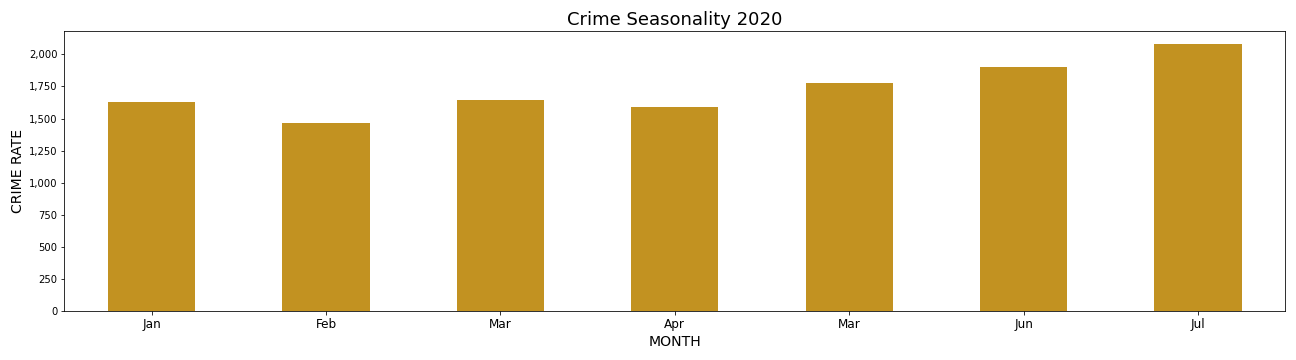 Crime Seasonality 2020
CRIME RATE
2,000
1,750
1,500
1,250
1,000
750
500
250
0
Jan Feb Mar Apr Mar Jun Jul
MONTH